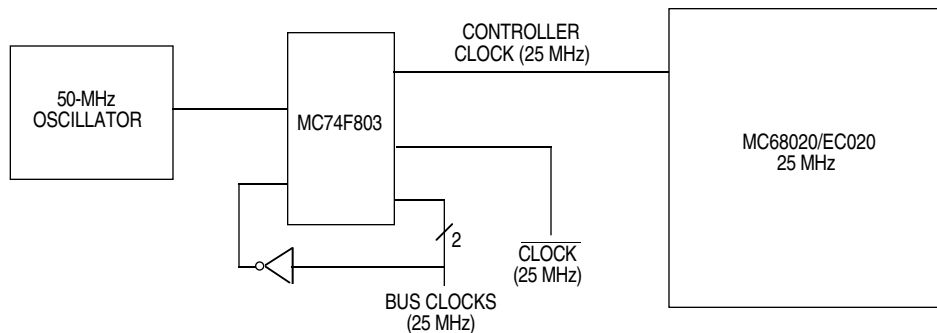 CONTROLLER
CLOCK (25 MHz)
50-MHz
OSCILLATOR
MC74F803
MC68020/EC020
25 MHz
2
CLOCK
(25 MHz)
BUS CLOCKS
(25 MHz)